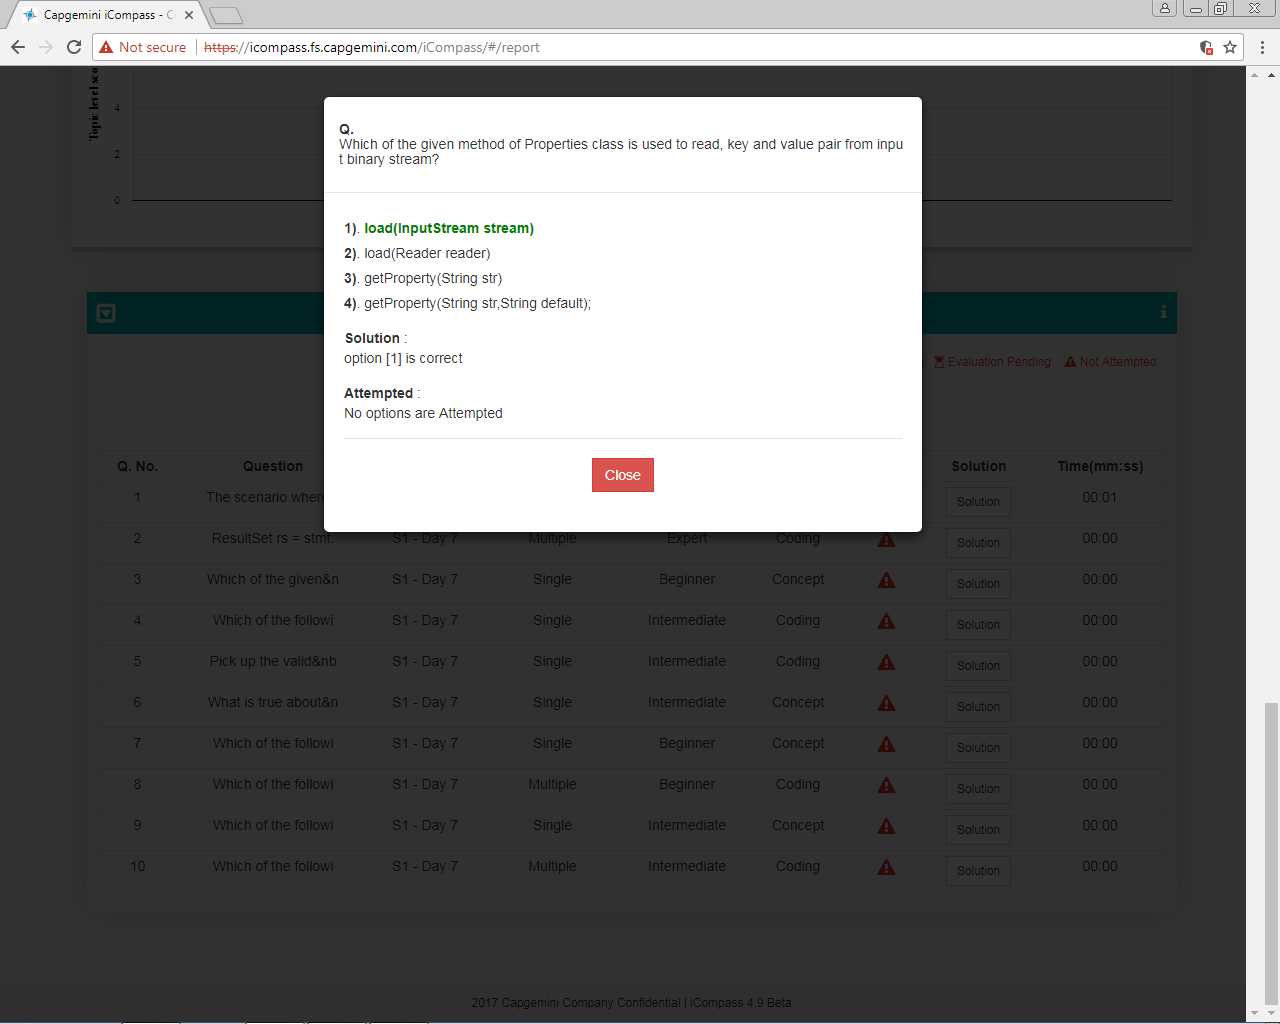 Capgemini iCompass - C
Not secure https://icompass.fs.capgemini.com/iCompass/#/report
Topic level sco
4
2
0
Q.
Which of the given method of Properties class is used to read, key and value pair from inpu
t binary stream?
1). load(InputStream stream)
2). load(Reader reader)
3). getProperty(String str)
4). getProperty(String str,String default);
Solution :
option [1] is correct
Attempted :
No options are Attempted
Close
Evaluation Pending Not Attempted
Q. No. Question Solution Time(mm:ss)
1 The scenario wher Solution 00:01
2 ResultSet rs = stmt. S1 - Day 7 Multiple Expert Coding Solution 00:00
3 Which of the given&n S1 - Day 7 Single Beginner Concept Solution 00:00
4 Which of the followi S1 - Day 7 Single Intermediate Coding Solution 00:00
5 Pick up the valid&nb S1 - Day 7 Single Intermediate Coding Solution 00:00
6 What is true about&n S1 - Day 7 Single Intermediate Concept Solution 00:00
7 Which of the followi S1 - Day 7 Single Beginner Concept Solution 00:00
8 Which of the followi S1 - Day 7 Multiple Beginner Coding Solution 00:00
9 Which of the followi S1 - Day 7 Single Intermediate Concept Solution 00:00
10 Which of the followi S1 - Day 7 Multiple Intermediate Coding Solution 00:00
2017 Capgemini Company Confidential | iCompass 4.9 Beta